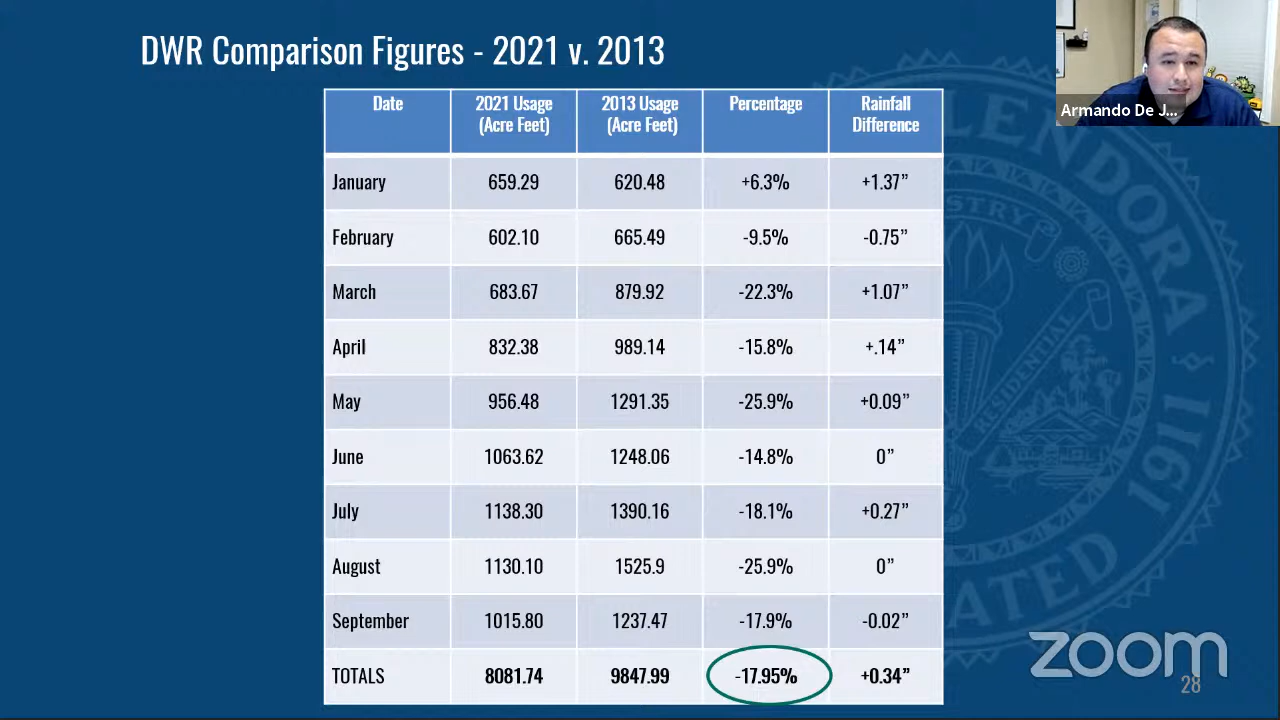 DWR Comparison Figures - 2021 v. 2013
Armando De J...
Date 2021 Usage (Acre Feet) 2013 Usage (Acre Feet) Percentage Rainfall Difference
January 659.29 620.48 +6.3% +1.37”
February 602.10 665.49 -9.5% -0.75”
March 683.67 879.92 -22.3% +1.07”
April 832.38 989.14 -15.8% +.14”
May 956.48 1291.35 -25.9% +0.09”
June 1063.62 1248.06 -14.8% 0”
July 1138.30 1390.16 -18.1% +0.27”
August 1130.10 1525.9 -25.9% 0”
September 1015.80 1237.47 -17.9% -0.02”
TOTALS 8081.74 9847.99 -17.95% +0.34”
LENDORA
1911
ATED
STRY
RESIDENTIAL
zoom
28